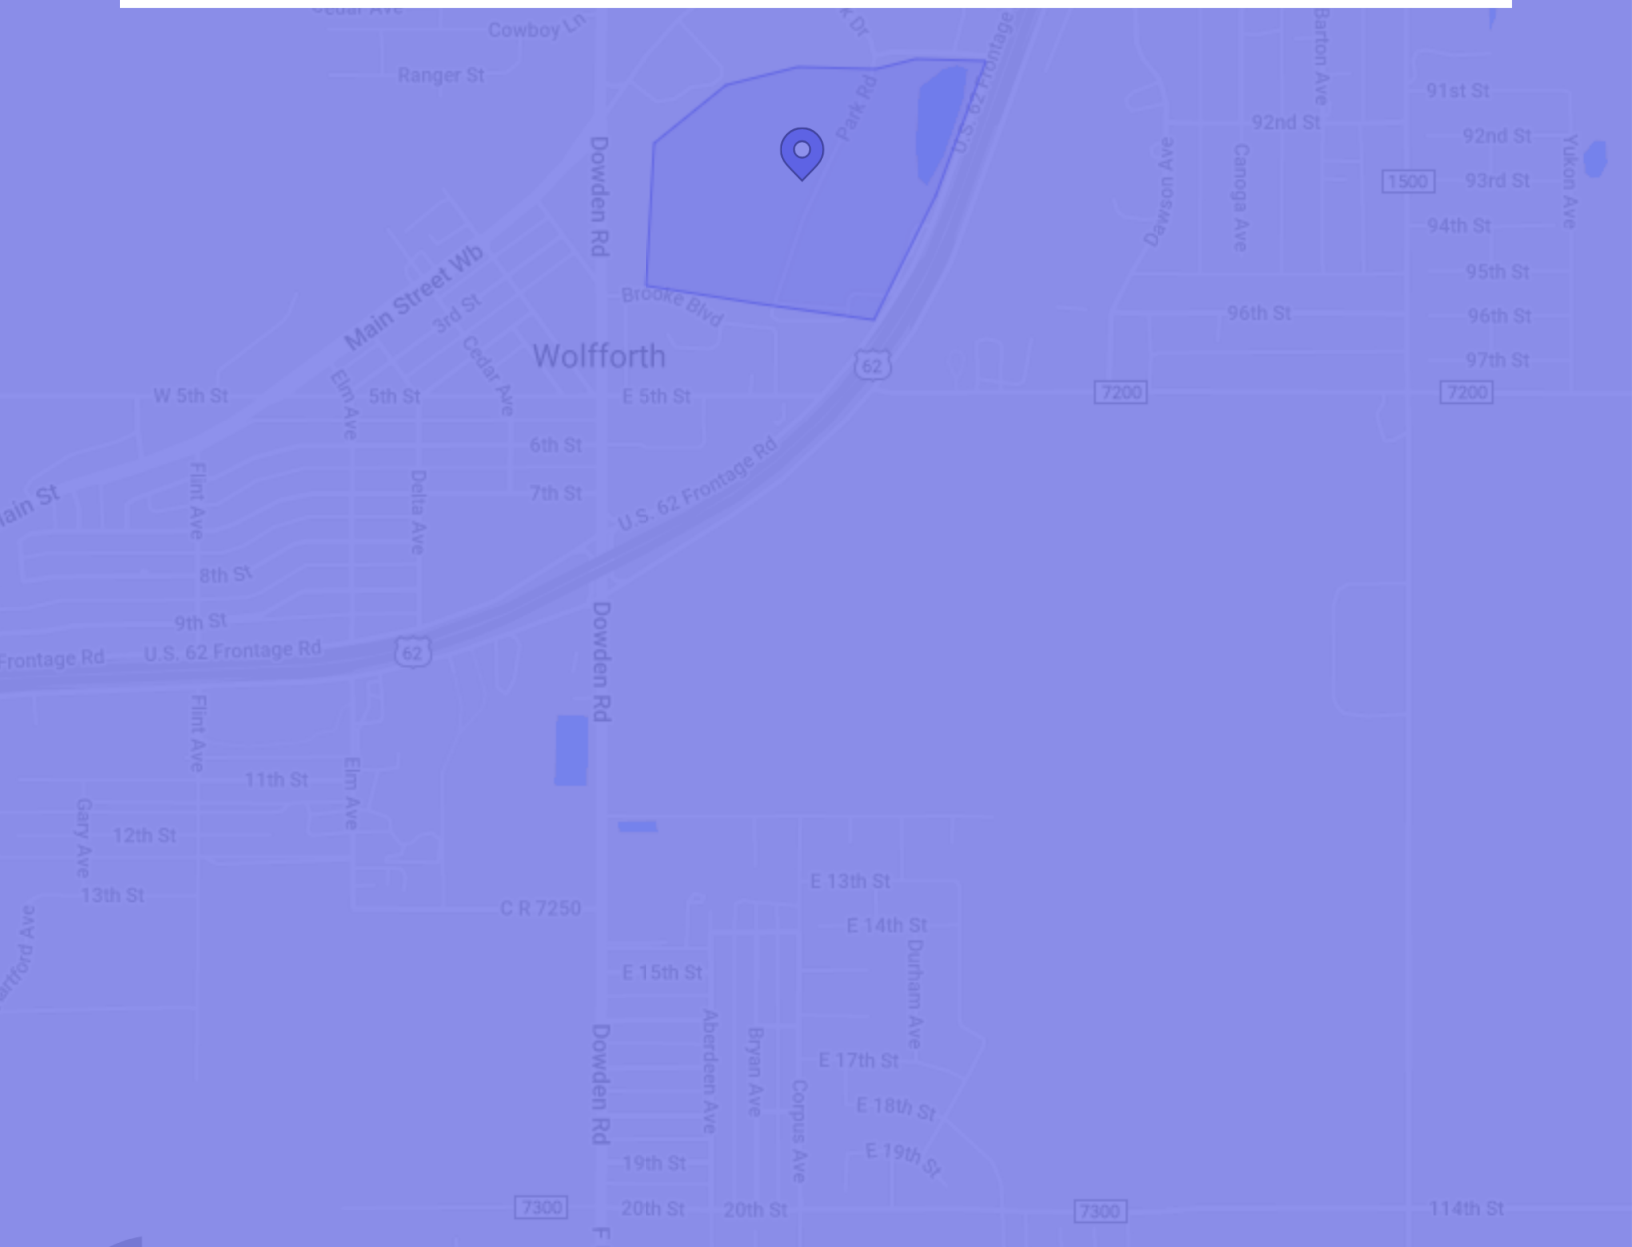 Cedar Ave
Cowboy Ln
k Dr
Ranger St
Park Rd
U.S. 62 Frontage
Barton Ave
91st St
92nd St
92nd St
Yukon Ave
Dowden Rd
Dawson Ave
Canoga Ave
1500
93rd St
94th St
Main Street Wb
95th St
Brooke Blvd
3rd St
96th St
96th St
Wolfforth
62
97th St
Cedar Ave
Elm Ave
W 5th St
5th St
E 5th St
7200
7200
6th St
Flint Ave
Delta Ave
ain St
7th St
U.S. 62 Frontage Rd
8th St
9th St
Frontage Rd
U.S. 62 Frontage Rd
62
Dowden Rd
Flint Ave
Elm Ave
11th St
Gary Ave
12th St
E 13th St
13th St
C R 7250
E 14th St
artford Ave
E 15th St
Durham Ave
Aberdeen Ave
Bryan Ave
E 17th St
Dowden Rd
Corpus Ave
E 18th St
E 19th St
19th St
7300
20th St
20th St
7300
114th St
F